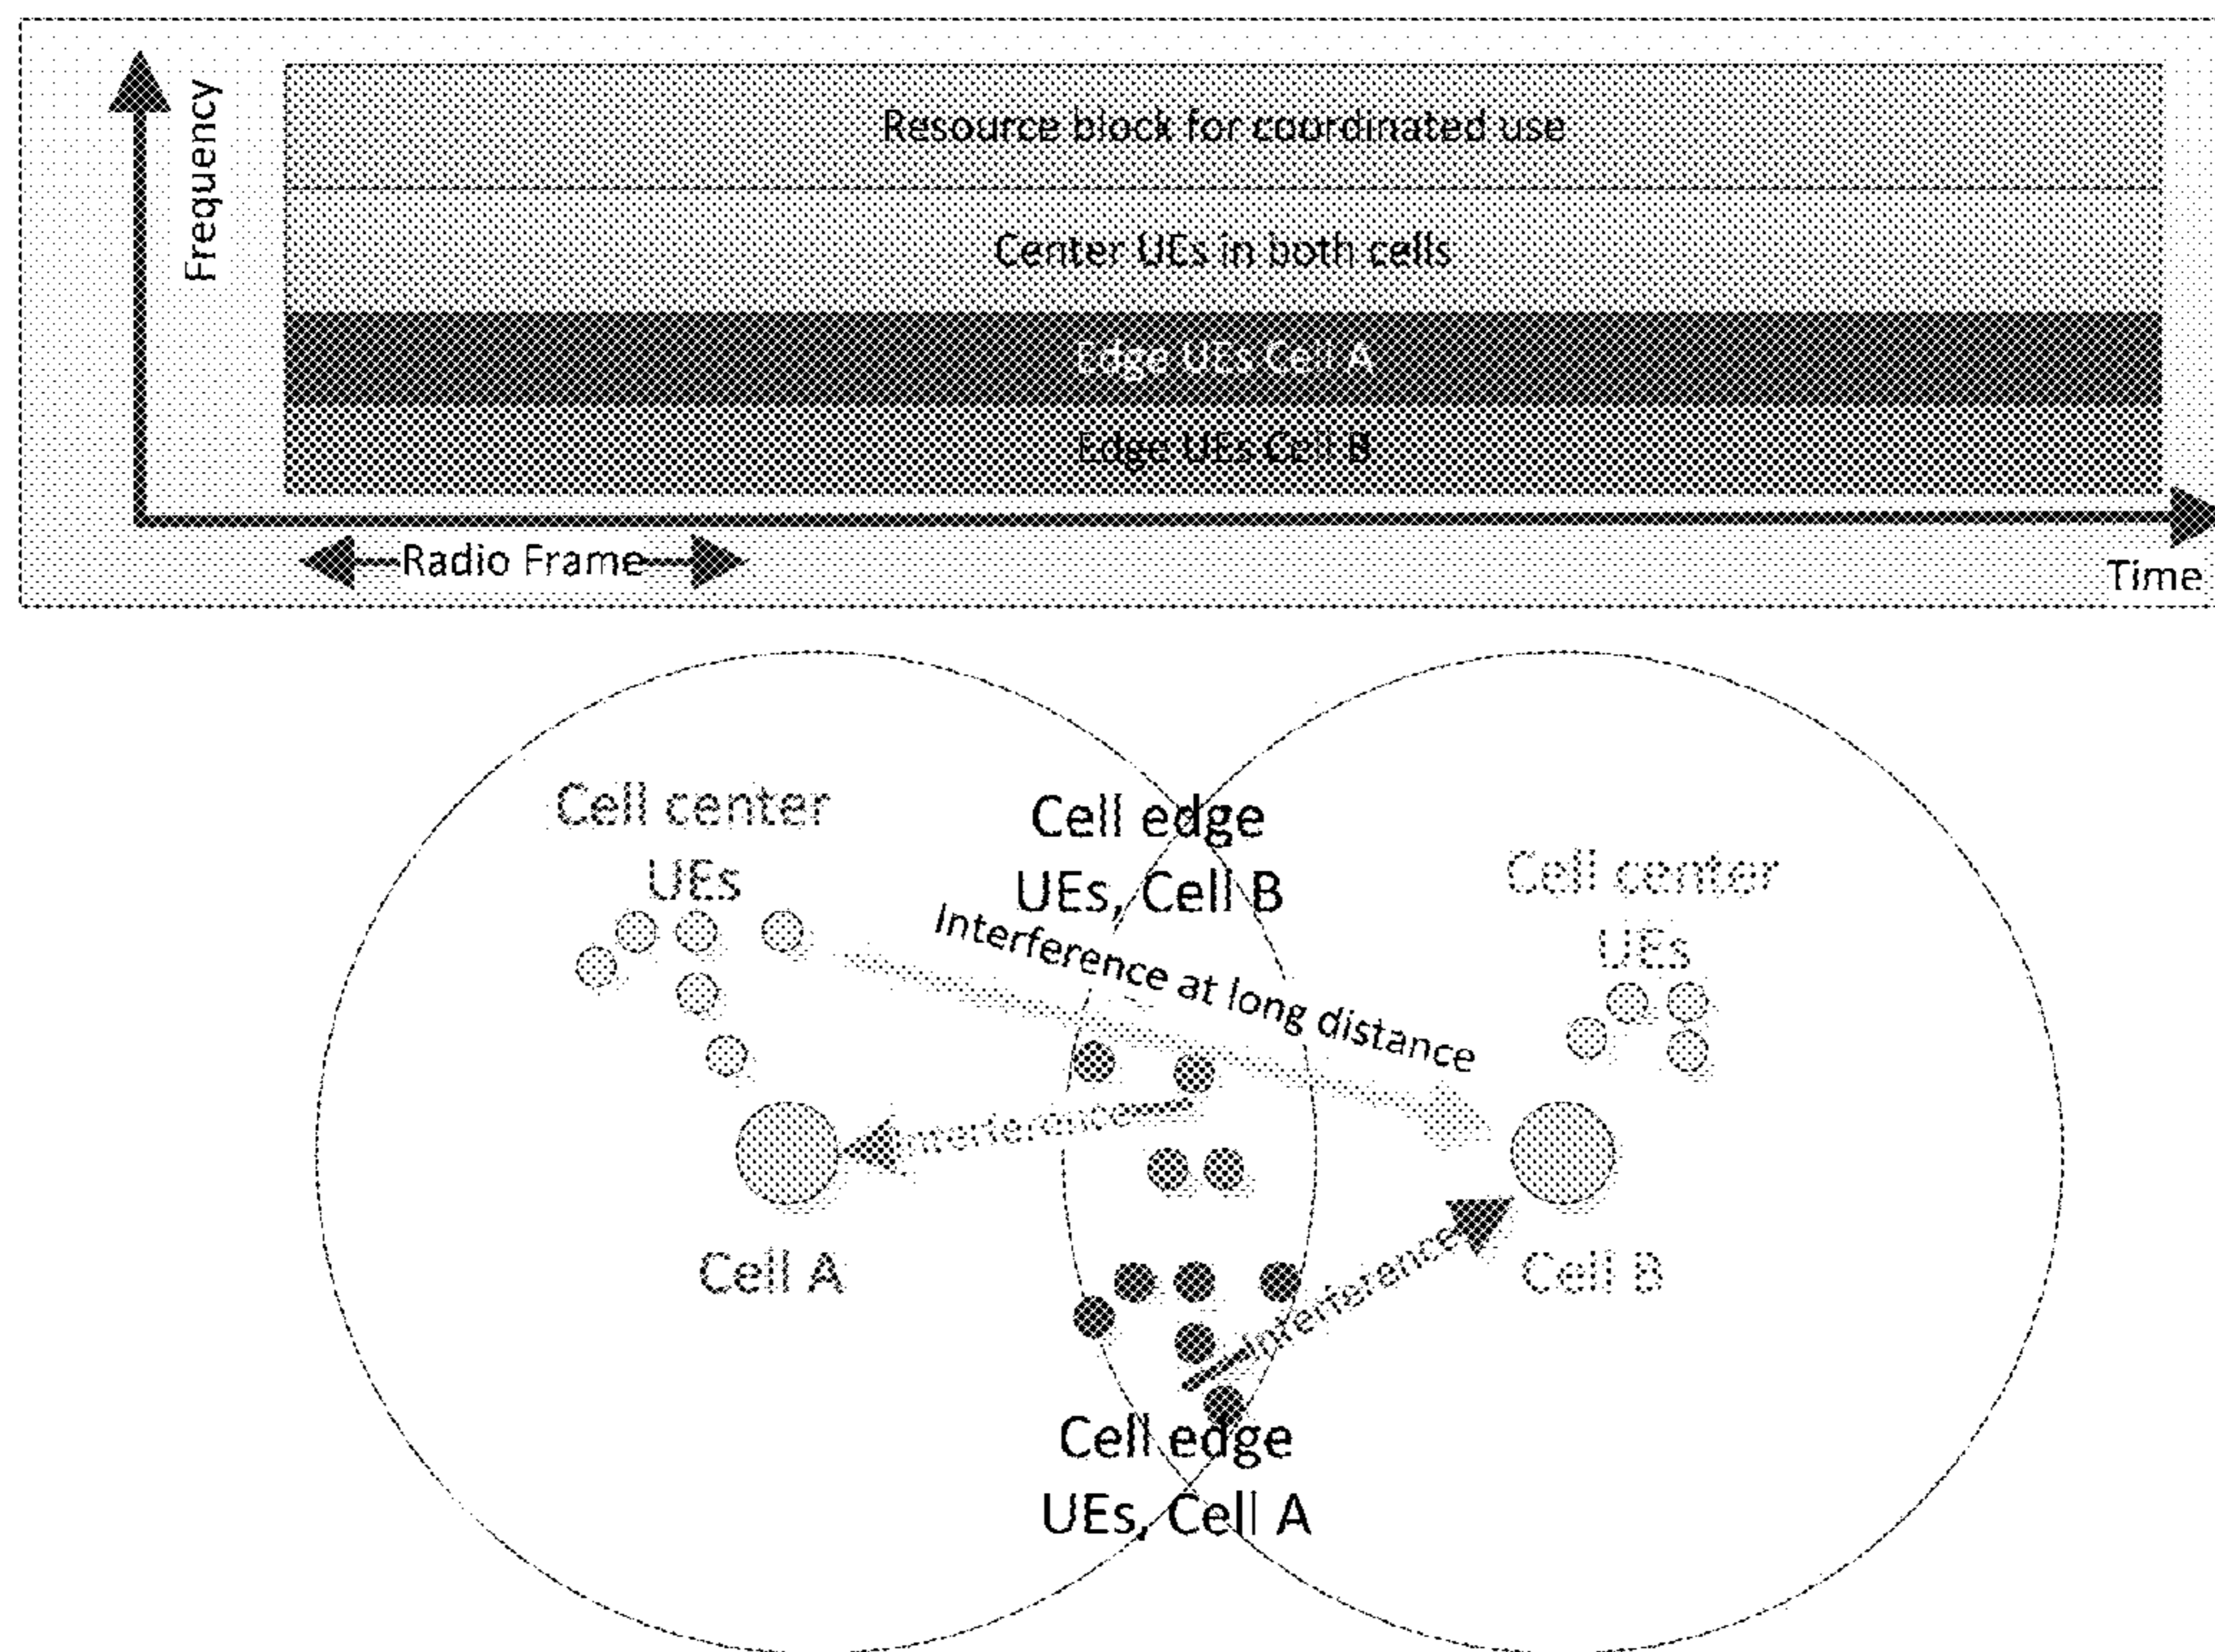 Frequency
Resource block for coordinated use
Center UEs in both cells
Edge UEs Cell A
Edge UEs Cell B
Radio Frame
Time
Cell center
UEs
Cell edge
UEs, Cell B
Cell center
UEs
Interference at long distance
Interference
Cell A
Interference
Cell B
Cell edge
UEs, Cell A